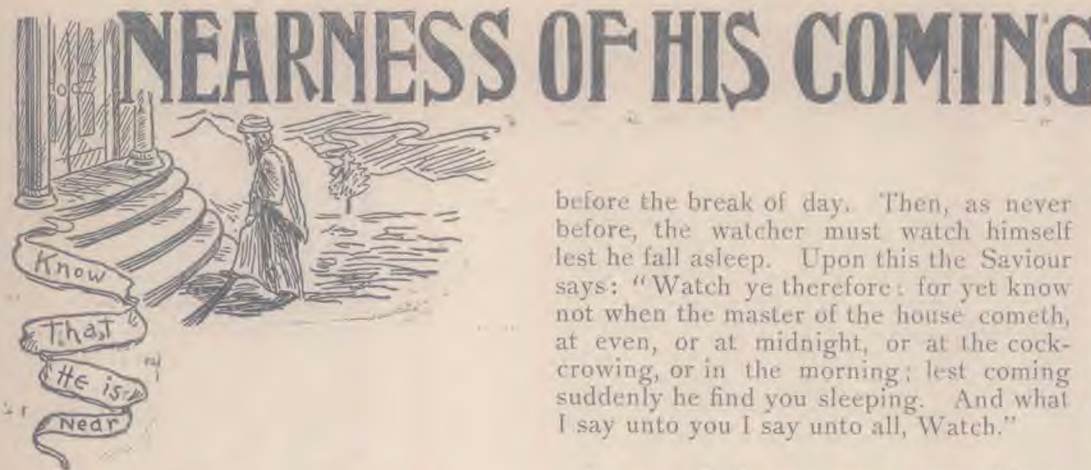 NEARNESS OF HIS COMING
Know
That
He is
Near
before the break of day. Then, as never
before, the watcher must watch himself
lest he fall asleep. Upon this the Saviour
says: "Watch ye therefore: for yet know
not when the master of the house cometh,
at even, or at midnight, or at the cock-
crowing, or in the morning; lest coming
suddenly he find you sleeping. And what
I say unto you I say unto all, Watch."